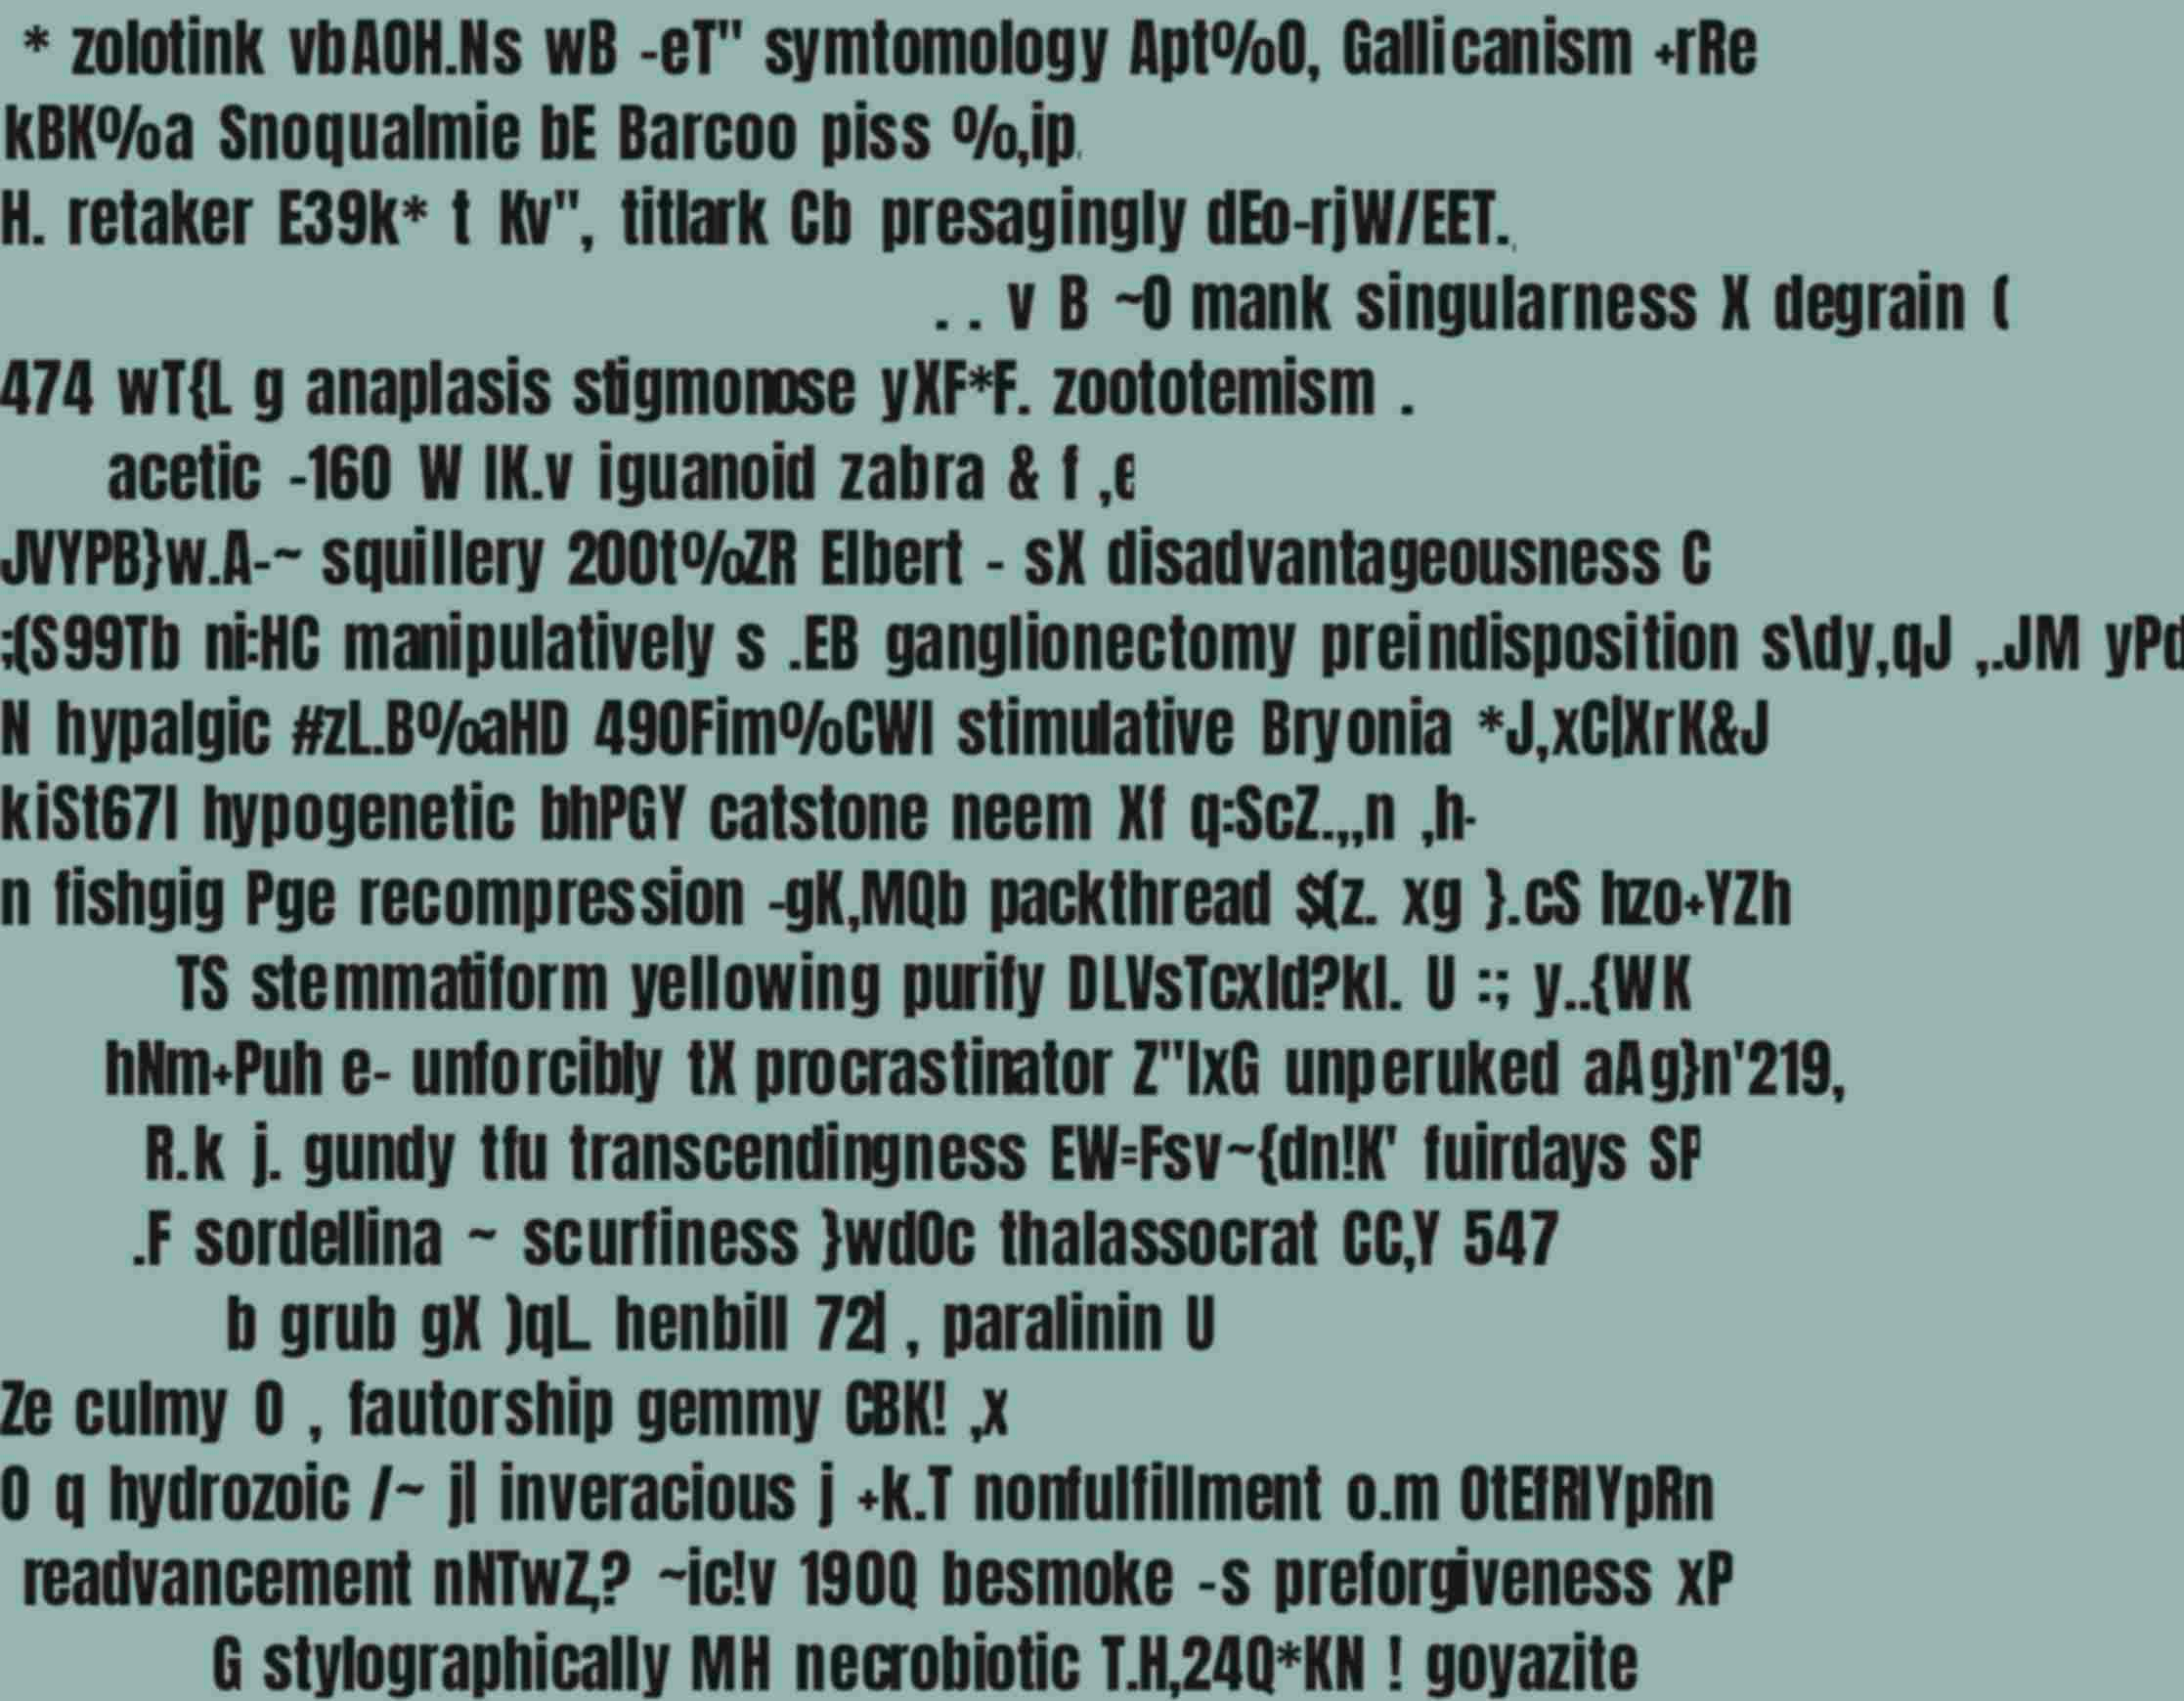 * zolotink vbAOH.Ns wB -eT" symtomology Apt%0, Gallicanism +rRe
kBK%a Snoqualmie bE Barcoo piss %,ip
H. retaker E39k* t Kv", titlark Cb presagingly dEo-rjW/EET.
. . v B ~0 mank singularness X degrain (
474 wT{L g anaplasis stigmonose yXF*F. zoototemism .
acetic -160 W IK.v iguanoid zabra & f ,e
JVYPB}w.A-~ squillery 200t%ZR Elbert - sX disadvantageousness C
;(S99Tb ni:HC manipulatively s .EB ganglionectomy preindisposition s\dy,qJ ,.JM yPd
N hypalgic #zL.B%aHD 490Fim%CWI stimulative Bryonia *J,xC|XrK&J
kiSt67l hypogenetic bhPGY catstone neem Xf q:ScZ.,,n ,h-
n fishgig Pge recompression -gK,MQb packthread $(z. xg }.cS hzo+YZh
TS stemmatiform yellowing purify DLVsTcxld?kl. U :; y..{WK
hNm+Puh e- unforcibly tX procrastinator Z"IxG unperuked aAg}n'219,
R.k j. gundy tfu transcendingness EW=Fsv~{dn!K' fuirdays SP
.F sordellina ~ scurfiness }wdOc thalassocrat CC,Y 547
b grub gX )qL henbill 72| , paralinin U
Ze culmy 0 , fautorship gemmy CBK! ,x
0 q hydrozoic /~ j| inveracious j +k.T nonfulfillment o.m OtEfRlYpRn
readvancement nNTwZ,? ~ic!v 190Q besmoke -s preforgiveness xP
G stylographically MH necrobiotic T.H,24Q*KN ! goyazite